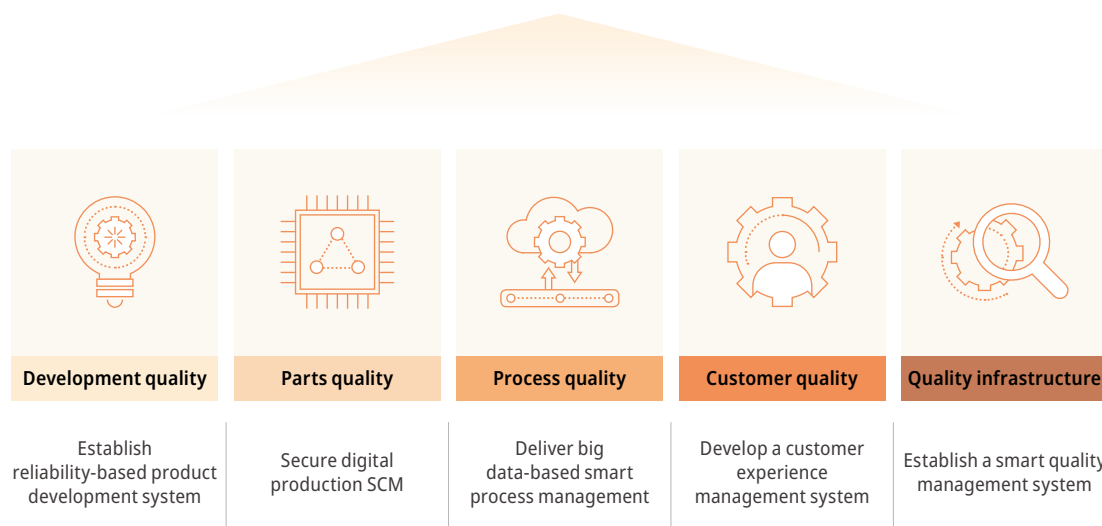 Development quality
Parts quality
Process quality
Customer quality
Quality infrastructure
Establish
reliability-based product
development system
Secure digital
production SCM
Deliver big
data-based smart
process management
Develop a customer
experience
management system
Establish a smart quality
management system